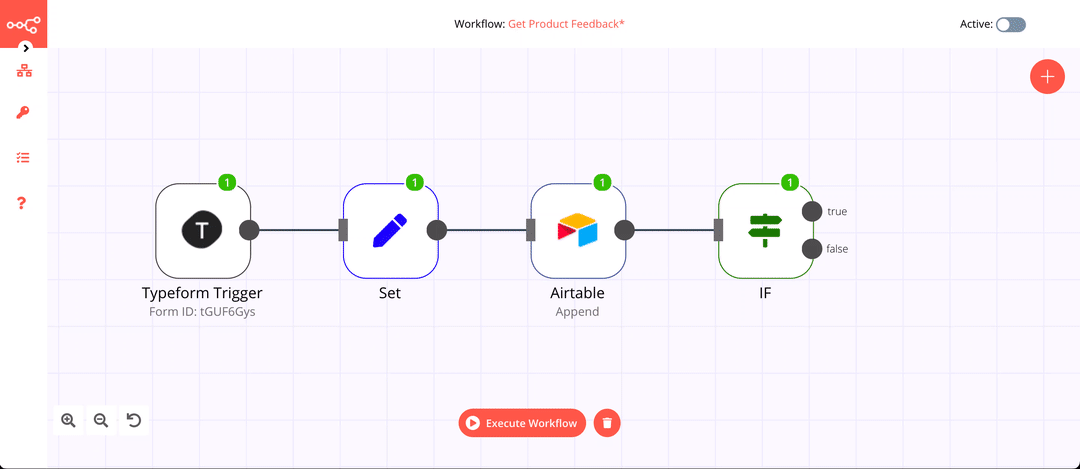 Workflow: Get Product Feedback*
Active:
1
1
1
1
T
true
false
Typeform Trigger
Form ID: tGUF6Gys
Set
Airtable
Append
IF
Execute Workflow